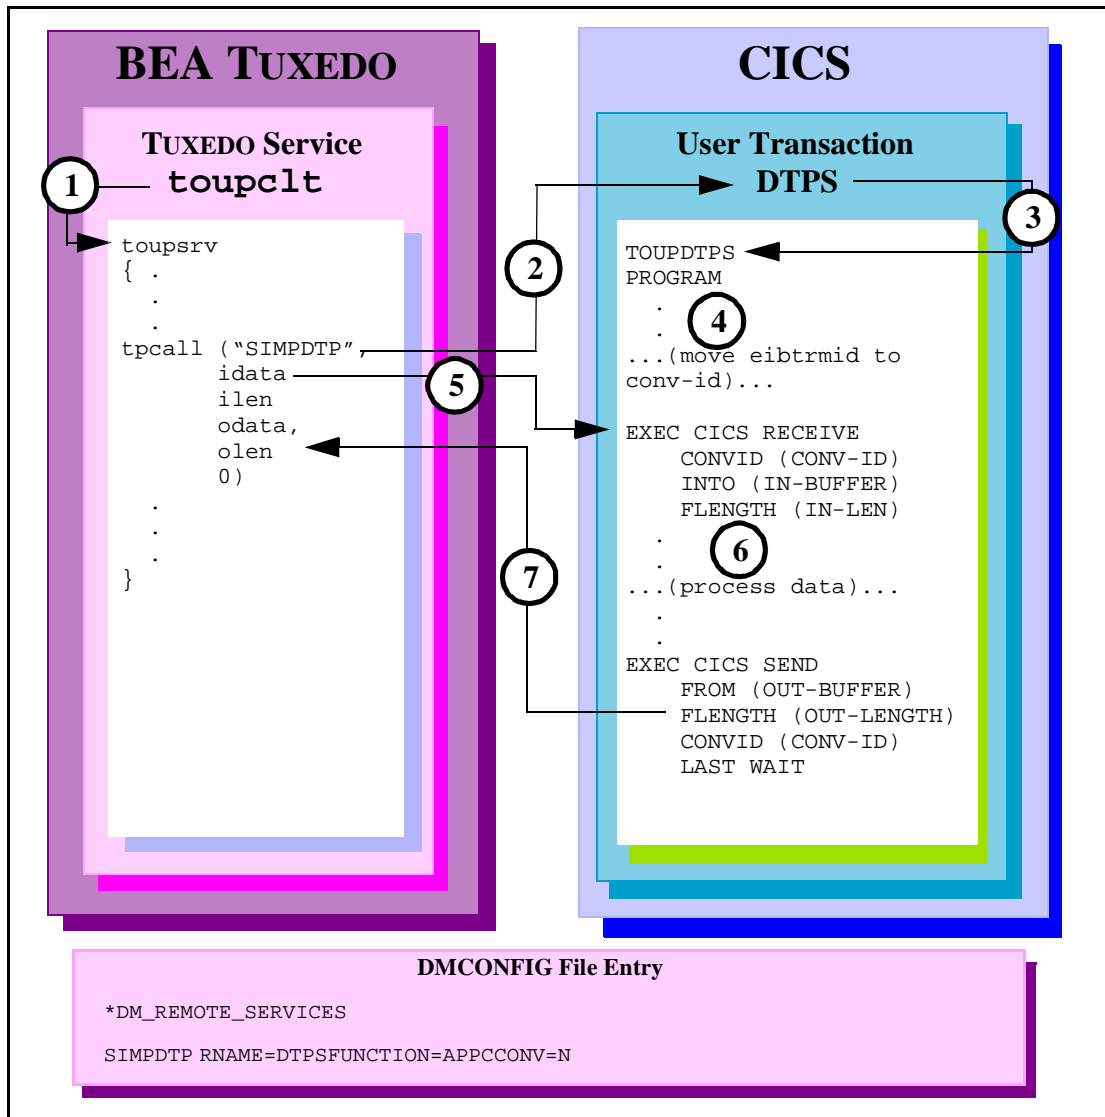 BEA TUXEDO
TUXEDO Service
toupclt
1
toupsrv
{ .
.
.
tpcall (“SIMPDTP”,
idata
ilen
odata,
olen
0)
.
.
.
}
2
5
7
CICS
User Transaction
DTPS
3
TOUPDTPS
PROGRAM
.
.
4
...(move eibtrmid to
conv-id)...
EXEC CICS RECEIVE
CONVID (CONV-ID)
INTO (IN-BUFFER)
FLENGTH (IN-LEN)
.
.
6
...(process data)...
.
.
EXEC CICS SEND
FROM (OUT-BUFFER)
FLENGTH (OUT-LENGTH)
CONVID (CONV-ID)
LAST WAIT
DMCONFIG File Entry
*DM_REMOTE_SERVICES
SIMPDTP RNAME=DTPSFUNCTION=APPCCONV=N